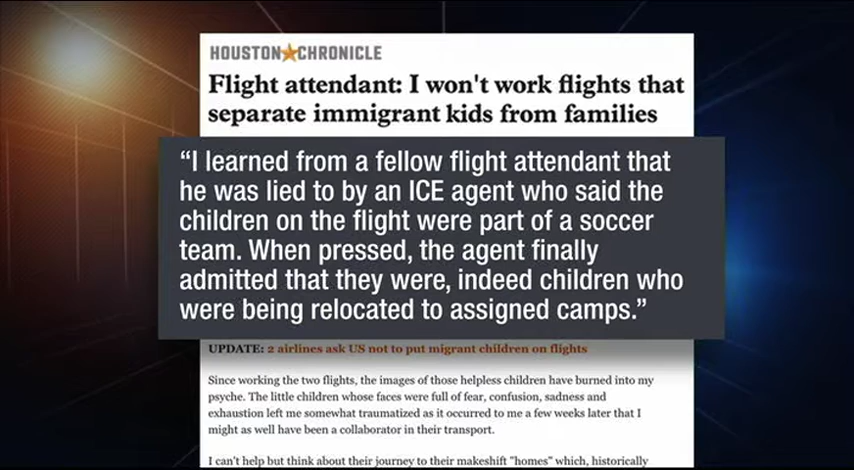 HOUSTON CHRONICLE
Flight attendant: I won't work flights that
separate immigrant kids from families
“I learned from a fellow flight attendant that
he was lied to by an ICE agent who said the
children on the flight were part of a soccer
team. When pressed, the agent finally
admitted that they were, indeed children who
were being relocated to assigned camps.”
UPDATE: 2 airlines ask US not to put migrant children on flights
Since working the two flights, the images of those helpless children have burned into my
psyche. The little children whose faces were full of fear, confusion, sadness and
exhaustion left me somewhat traumatized as it occurred to me a few weeks later that I
might as well have been a collaborator in their transport.
I can't help but think about their journey to their makeshift "homes" which, historically